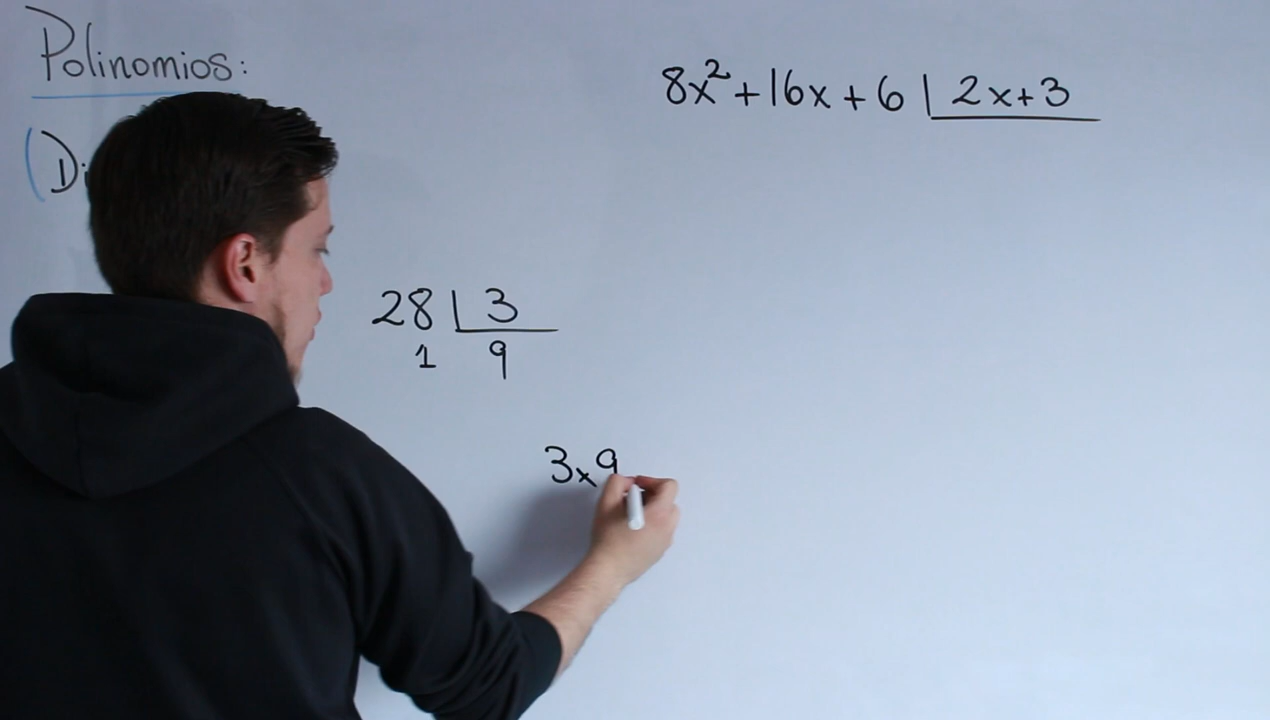 Polinomios:
8x²+16x+6 | 2x+3
28 | 3
1 9
3x9